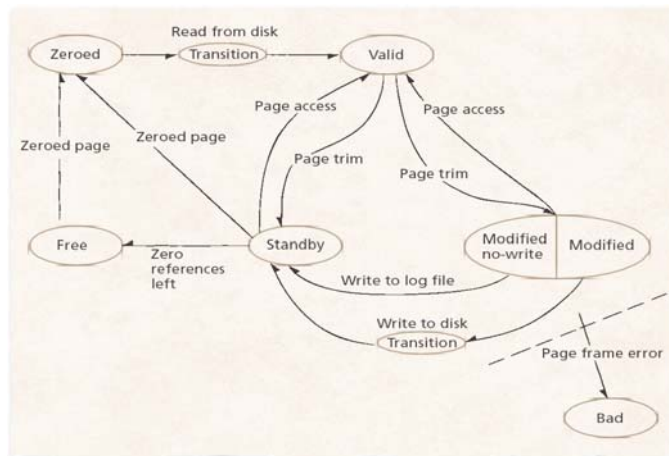 Read from disk
Zeroed
Transition
Valid
Page access
Page access
Zeroed page
Zeroed page
Page trim
Page trim
Free
Zero
references
left
Standby
Modified
no-write
Modified
Write to log file
Write to disk
Transition
Page frame error
Bad